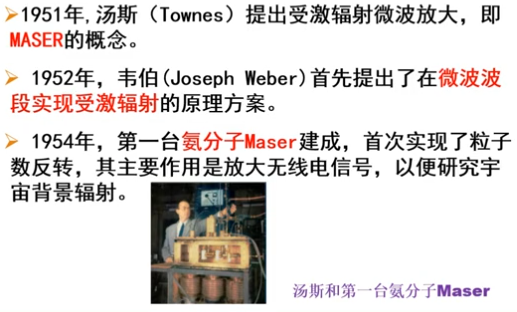 ➢1951年,汤斯（Townes）提出受激辐射微波放大，即
MASER的概念。
➢ 1952年，韦伯(Joseph Weber)首先提出了在微波波
段实现受激辐射的原理方案。
➢ 1954年，第一台氨分子Maser建成，首次实现了粒子
数反转，其主要作用是放大无线电信号，以便研究宇
宙背景辐射。
汤斯和第一台氨分子Maser